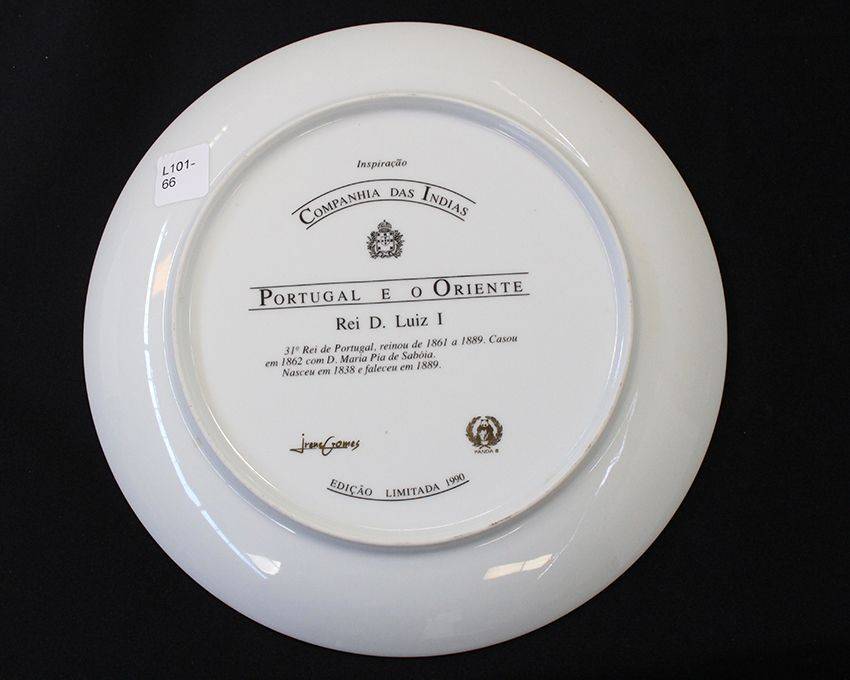 L101-
66
Inspiração
COMPANHIA DAS INDIAS
PORTUGAL E O ORIENTE
Rei D. Luiz I
31º Rei de Portugal, reinou de 1861 a 1889. Casou
em 1862 com D. Maria Pia de Sabóia.
Nasceu em 1838 e faleceu em 1889.
Irene Gomes
PANDA ®
EDIÇÃO LIMITADA 1990